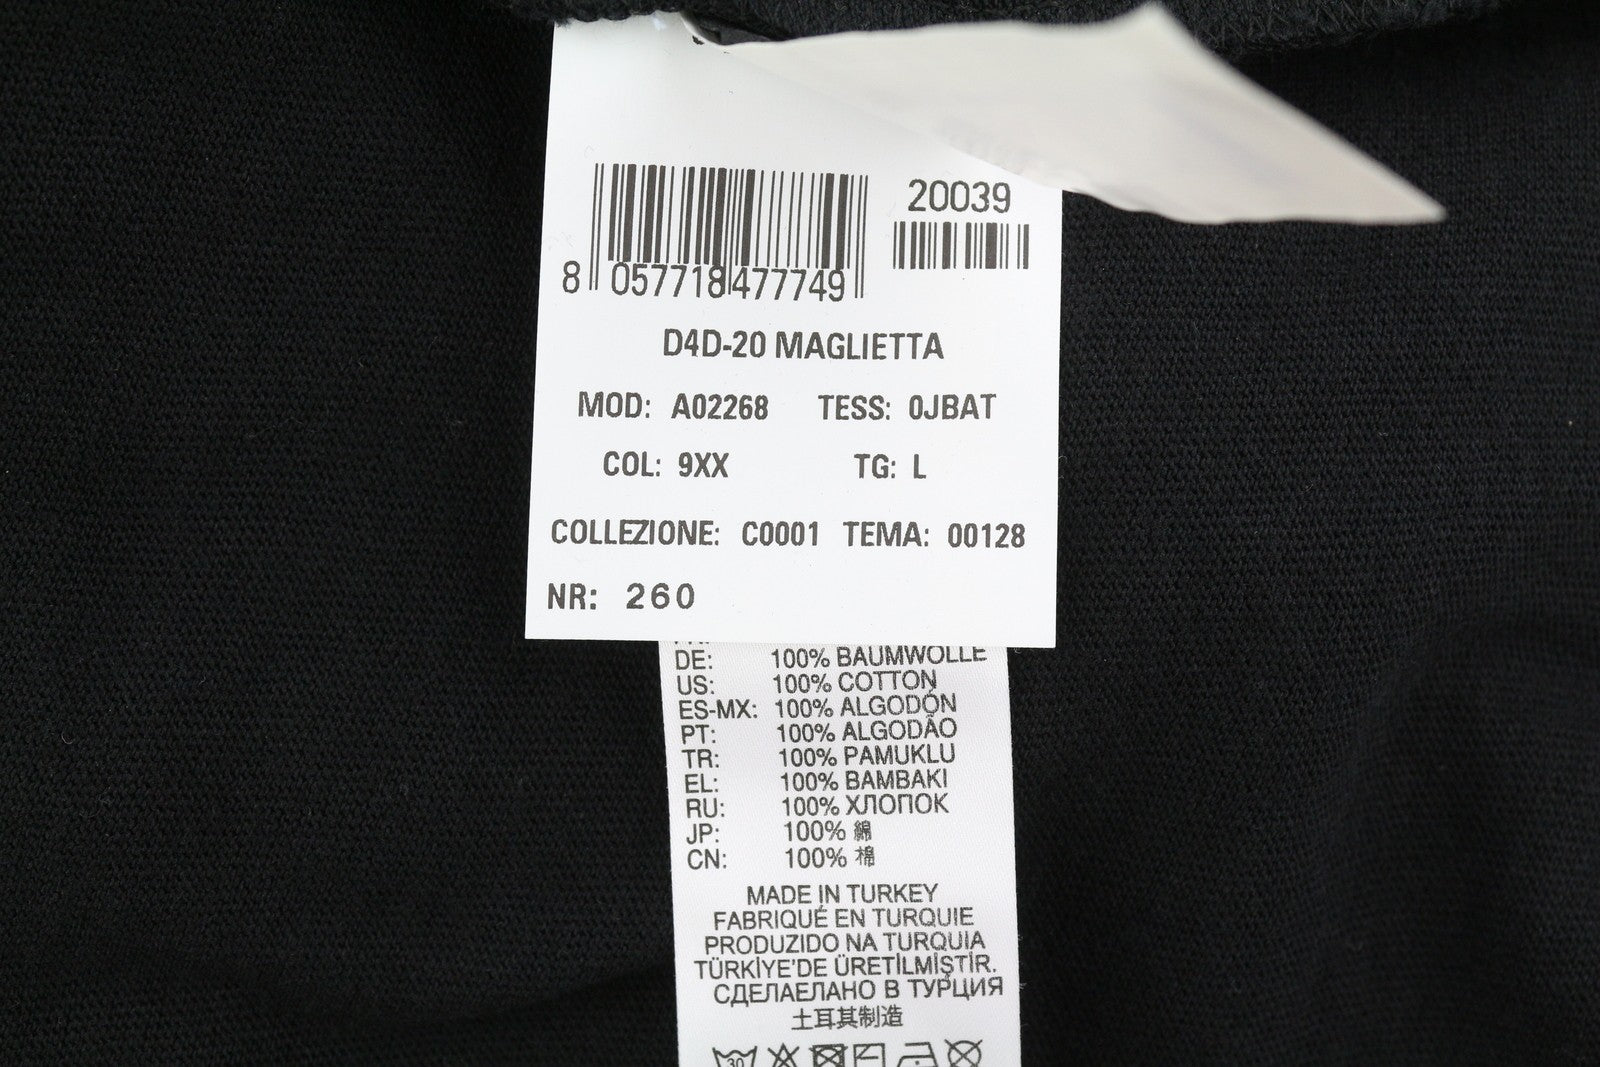 20039
8 057718 477749
D4D-20 MAGLIETTA
MOD: A02268 TESS: 0JBAT
COL: 9XX TG: L
COLLEZIONE: C0001 TEMA: 00128
NR: 260
DE: 100% BAUMWOLLE
US: 100% COTTON
ES-MX: 100% ALGODÓN
PT: 100% ALGODÃO
TR: 100% PAMUKLU
EL: 100% BAMBAKI
RU: 100% ХЛОПОК
JP: 100% 綿
CN: 100% 棉
MADE IN TURKEY
FABRIQUÉ EN TURQUIE
PRODUZIDO NA TURQUIA
TÜRKİYE'DE ÜRETİLMİŞTİR.
СДЕЛАЕЛАНО В ТУРЦИЯ
土耳其制造
30